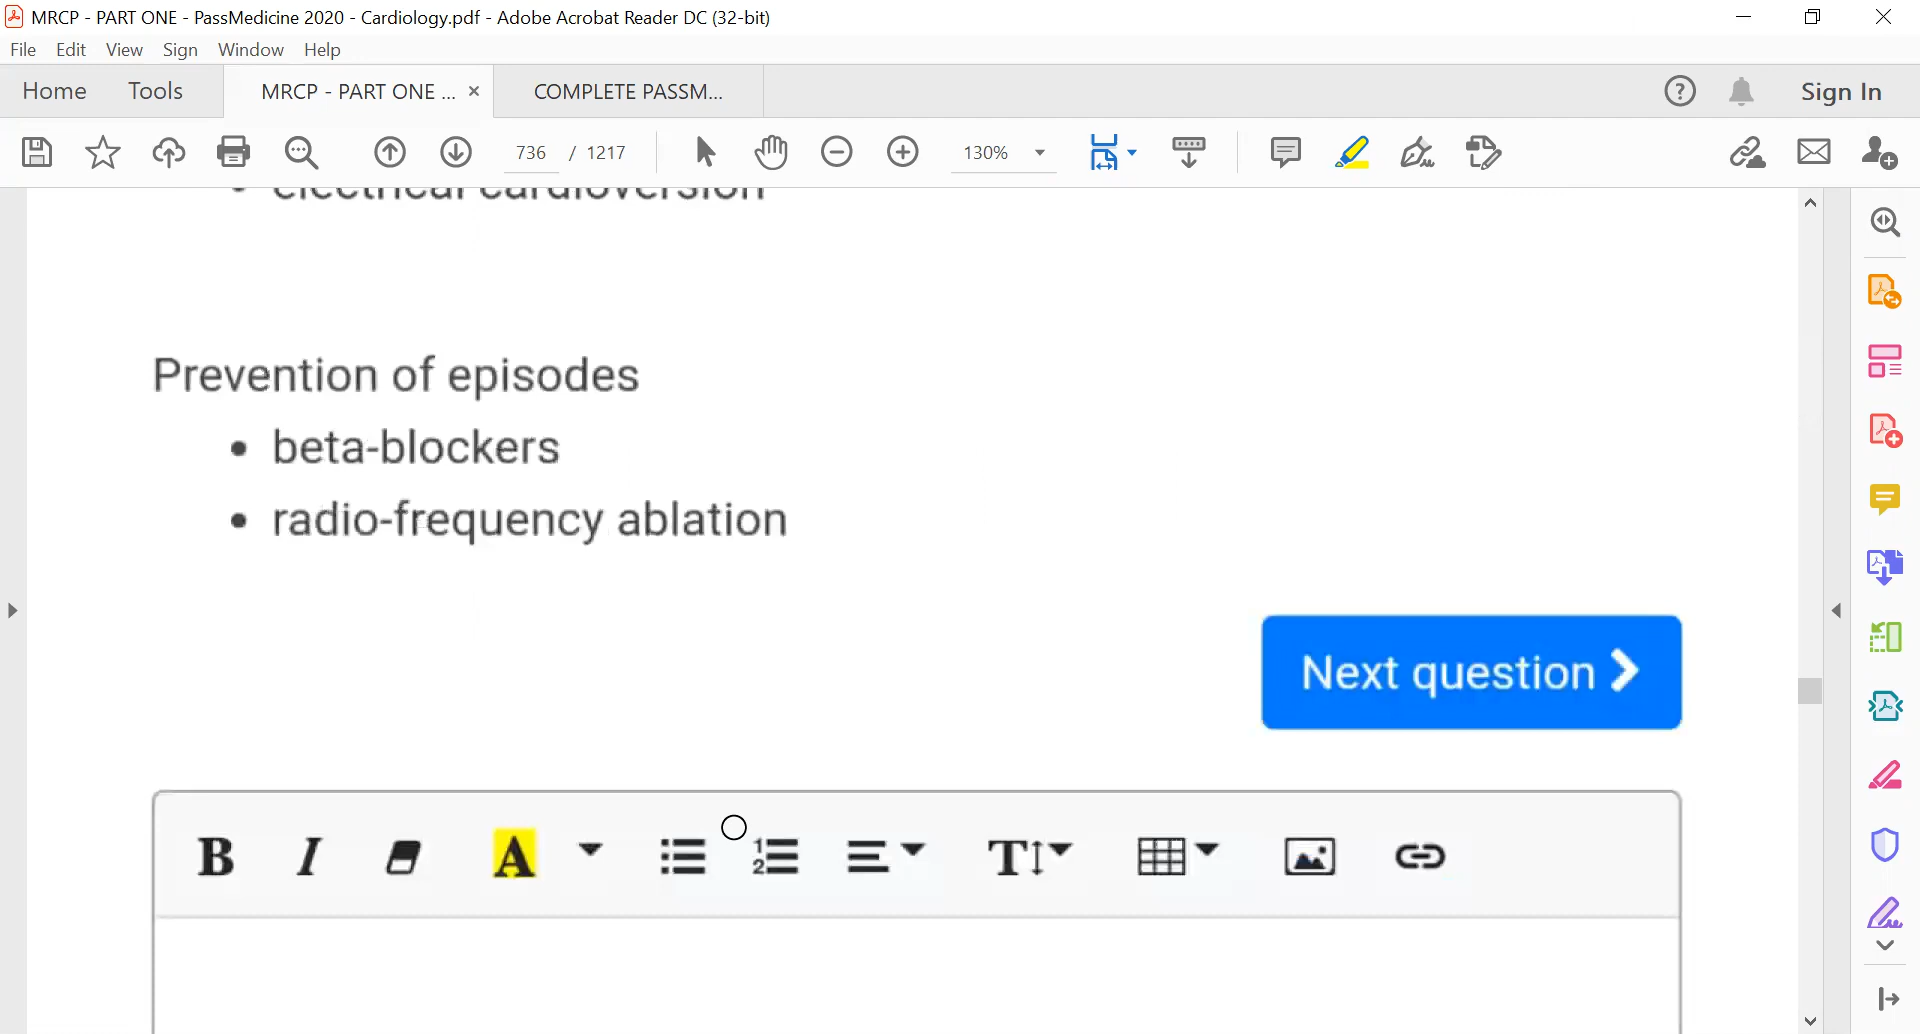 MRCP - PART ONE - PassMedicine 2020 - Cardiology.pdf - Adobe Acrobat Reader DC (32-bit)
File Edit View Sign Window Help
Home Tools MRCP - PART ONE ... × COMPLETE PASSM... Sign In
736 / 1217 130%
electrical cardioversion
Prevention of episodes
• beta-blockers
• radio-frequency ablation
Next question
B I A T